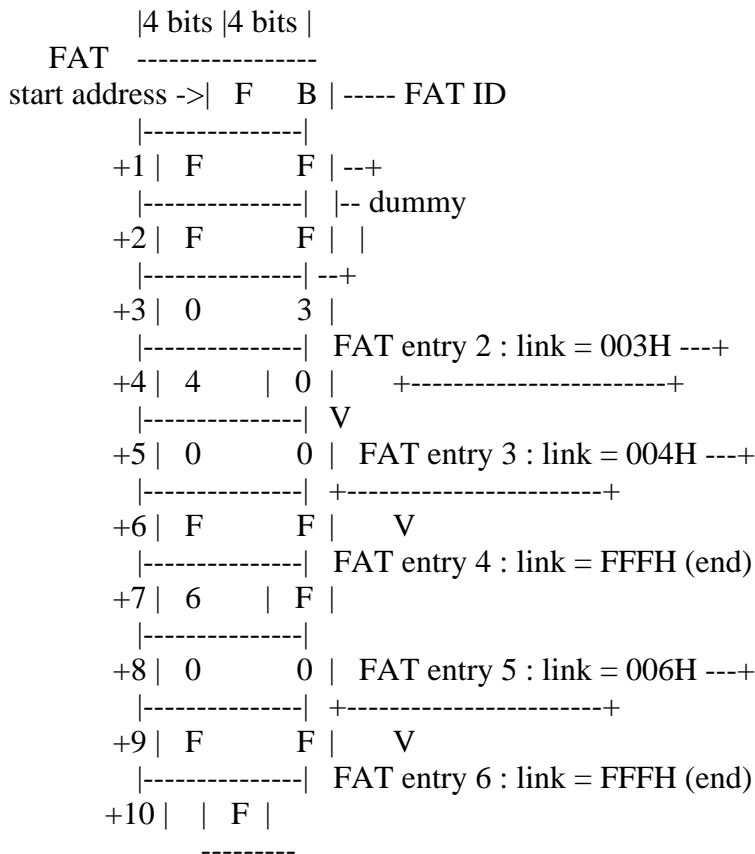 |4 bits |4 bits |
FAT -----------------
start address ->| F B | ----- FAT ID
|---------------|
+1 | F F | --+
|---------------| |-- dummy
+2 | F F | |
|---------------| --+
+3 | 0 3 |
|---------------| FAT entry 2 : link = 003H ---+
+4 | 4 | 0 | +------------------------+
|---------------| V
+5 | 0 0 | FAT entry 3 : link = 004H ---+
|---------------| +------------------------+
+6 | F F | V
|---------------| FAT entry 4 : link = FFFH (end)
+7 | 6 | F |
|---------------|
+8 | 0 0 | FAT entry 5 : link = 006H ---+
|---------------| +------------------------+
+9 | F F | V
|---------------| FAT entry 6 : link = FFFH (end)
+10 | | F |
---------